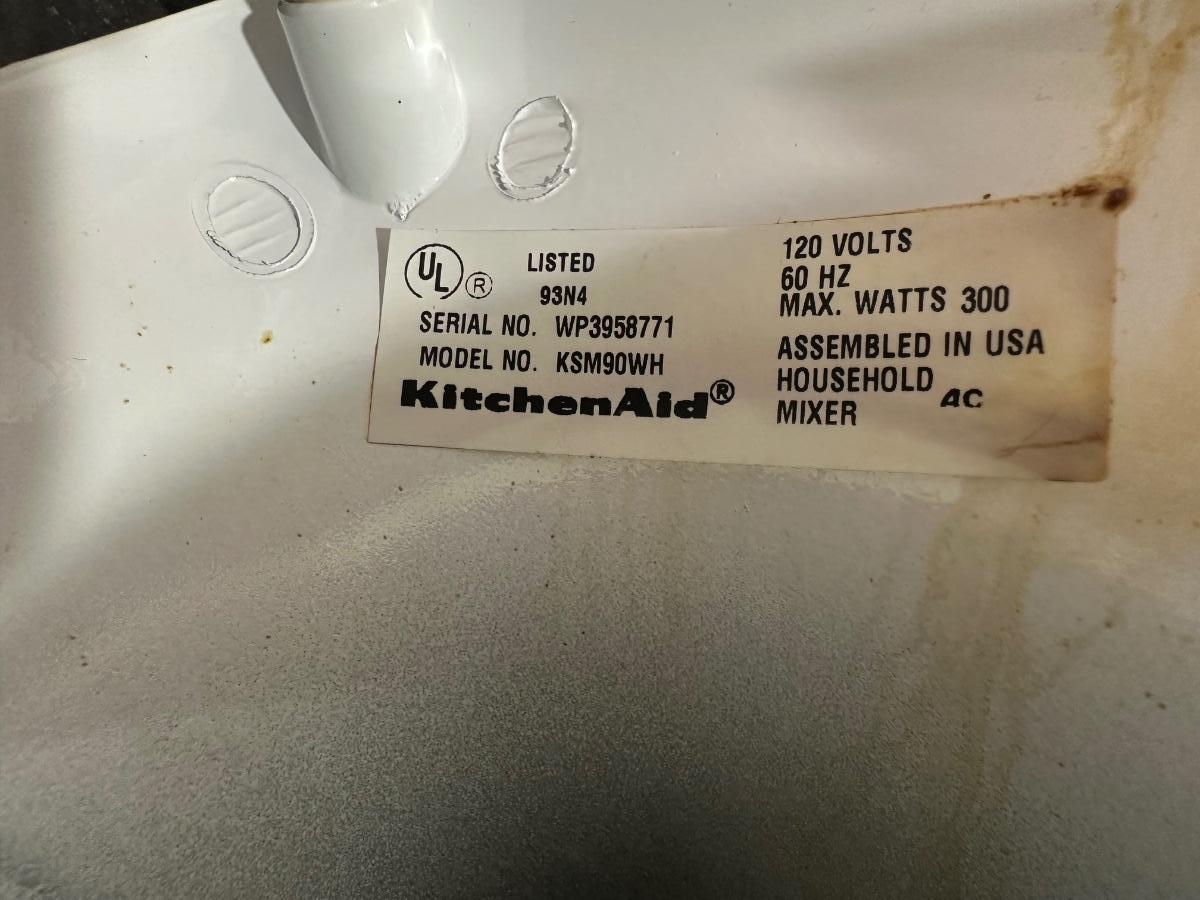 UL ® LISTED
93N4
SERIAL NO. WP3958771
MODEL NO. KSM90WH
KitchenAid®
120 VOLTS
60 HZ
MAX. WATTS 300
ASSEMBLED IN USA
HOUSEHOLD
MIXER 4C